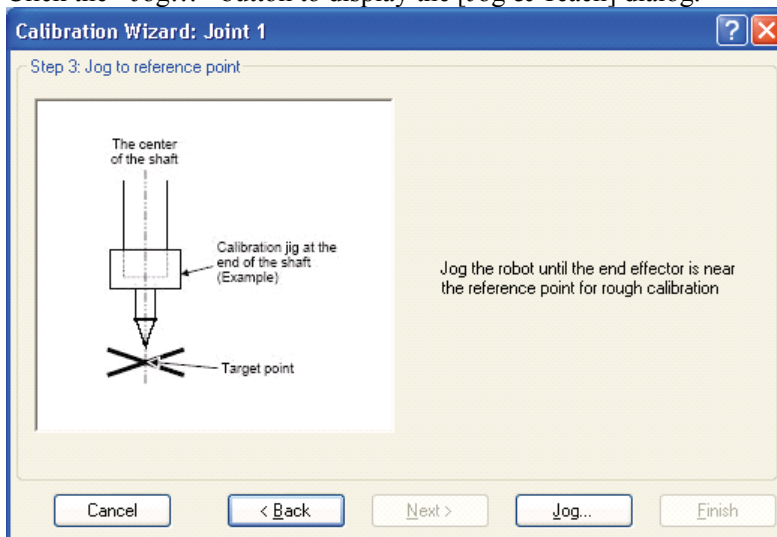 Click the <Jog...> button to display the [Jog & Teach] dialog.
Calibration Wizard: Joint 1
Step 3: Jog to reference point
The center
of the shaft
Calibration jig at the
end of the shaft
(Example)
Target point
Jog the robot until the end effector is near
the reference point for rough calibration
Cancel
< Back
Next >
Jog...
Finish